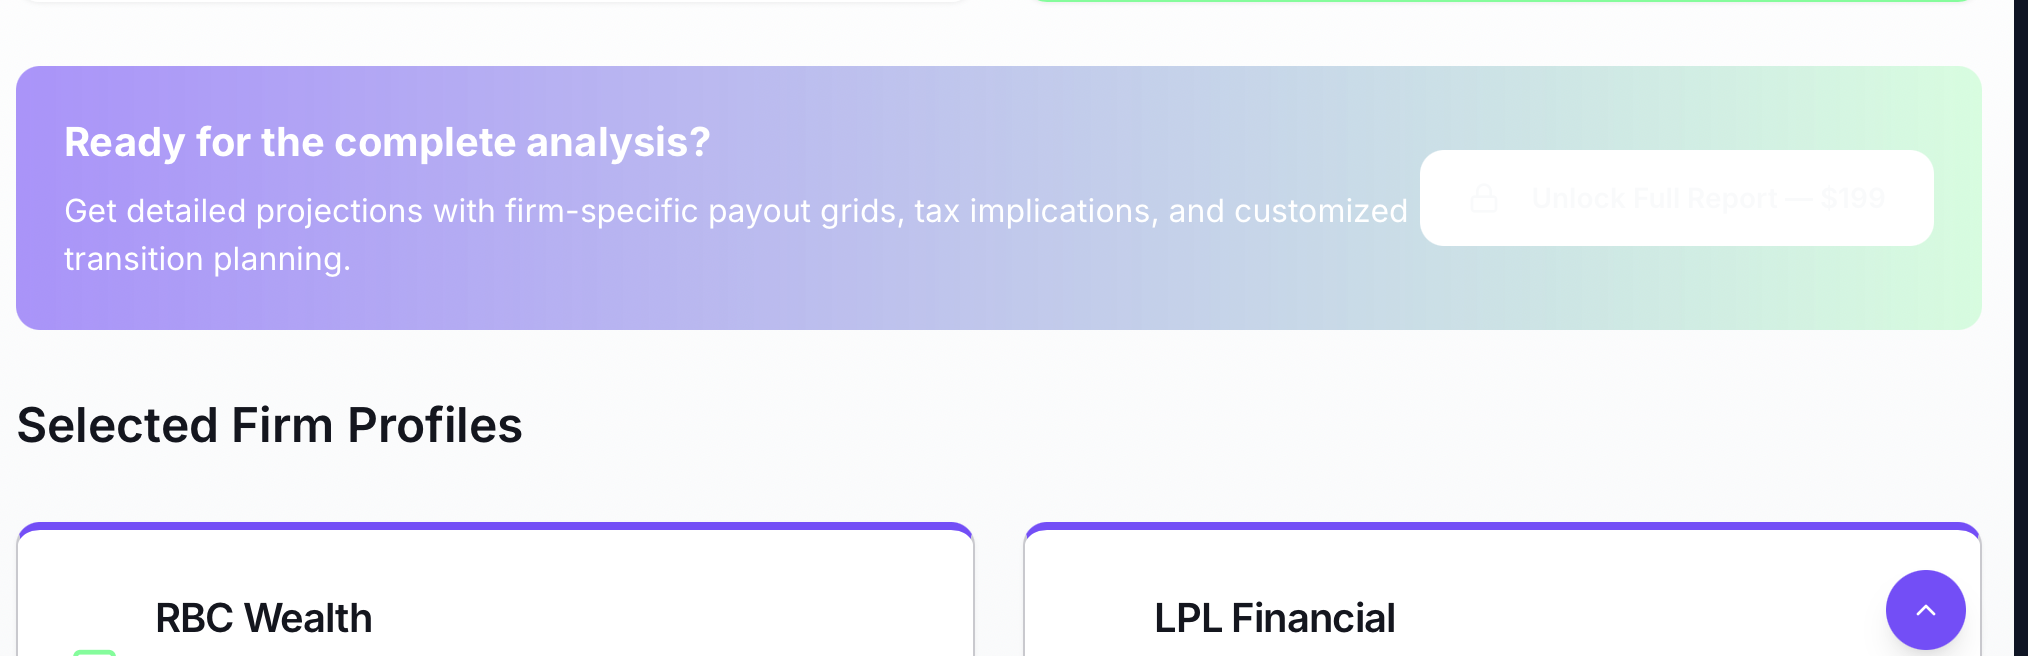 Ready for the complete analysis?
Get detailed projections with firm-specific payout grids, tax implications, and customized
transition planning.
Unlock Full Report — $199
Selected Firm Profiles
RBC Wealth
LPL Financial